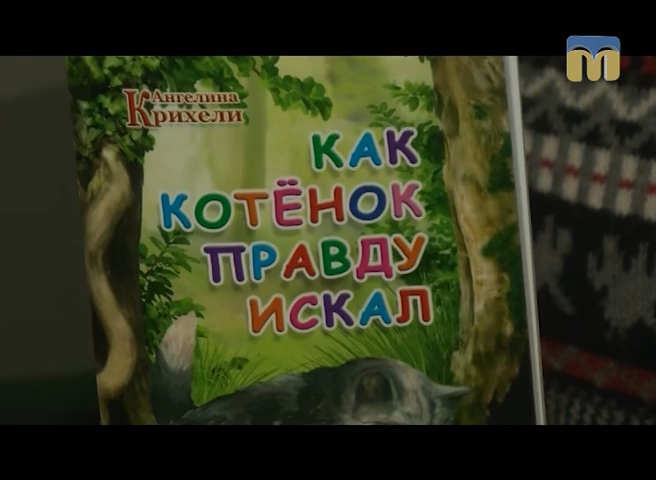 Ангелина
Крихели
КАК
КОТЁНОК
ПРАВДУ
ИСКАЛ